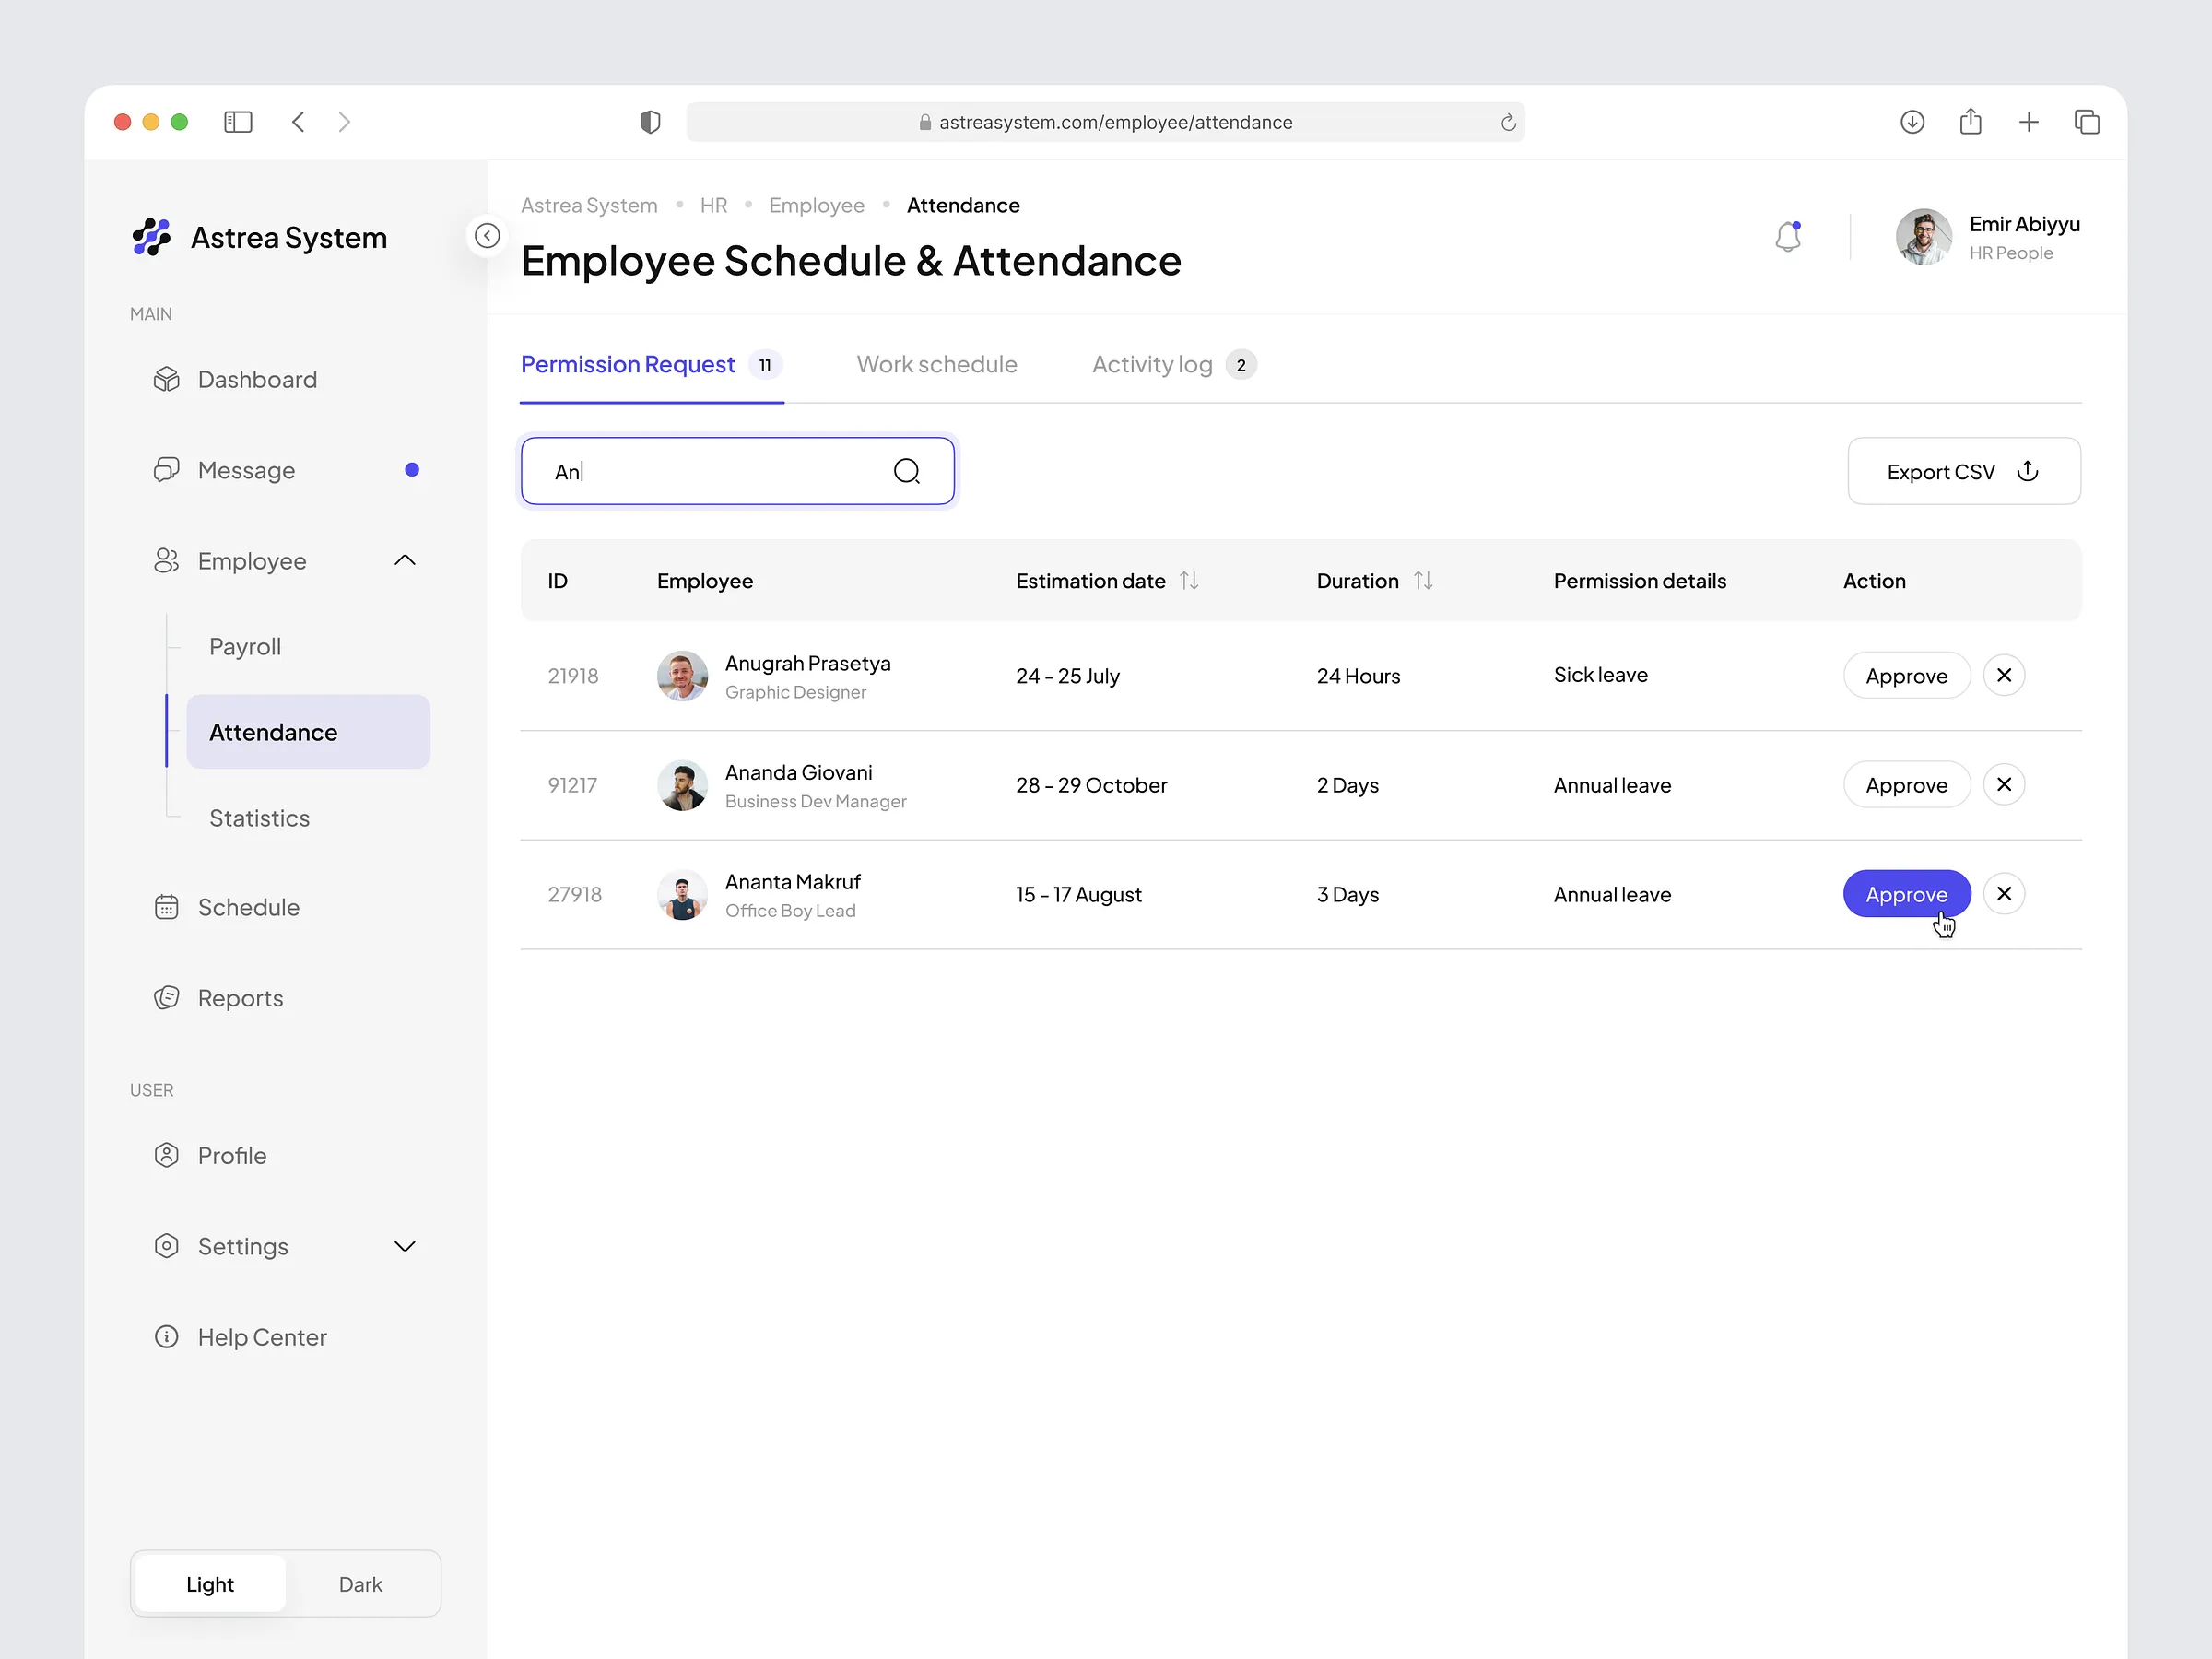 astreasystem.com/employee/attendance
Astrea System
MAIN
Dashboard
Message
Employee
Payroll
Attendance
Statistics
Schedule
Reports
USER
Profile
Settings
Help Center
Light Dark
Astrea System • HR • Employee • Attendance
Employee Schedule & Attendance
Emir Abiyyu
HR People
Permission Request 11 Work schedule Activity log 2
An
Export CSV
ID Employee Estimation date Duration Permission details Action
21918 Anugrah Prasetya 24 - 25 July 24 Hours Sick leave Approve
Graphic Designer
91217 Ananda Giovani 28 - 29 October 2 Days Annual leave Approve
Business Dev Manager
27918 Ananta Makruf 15 - 17 August 3 Days Annual leave Approve
Office Boy Lead